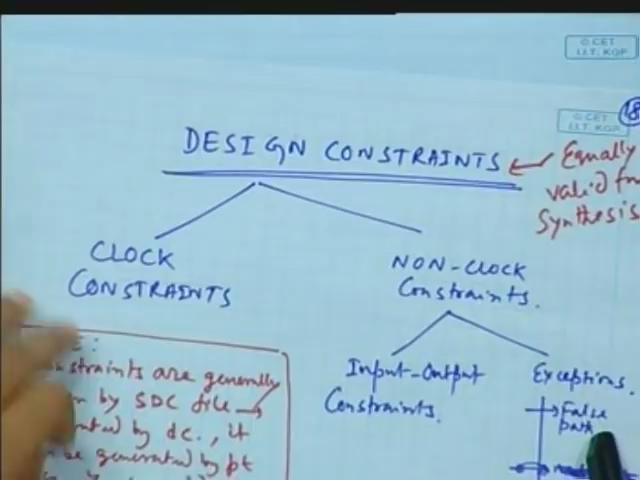 © CET
I.I.T. KGP
© CET
I.I.T. KGP
18
DESIGN CONSTRAINTS
Equally
valid for
Synthesis
CLOCK
CONSTRAINTS
NON-CLOCK
Constraints.
Input-Output
Constraints.
Exceptions.
False
path
straints are generally
by SDC file
by dc., it
be generated by pt